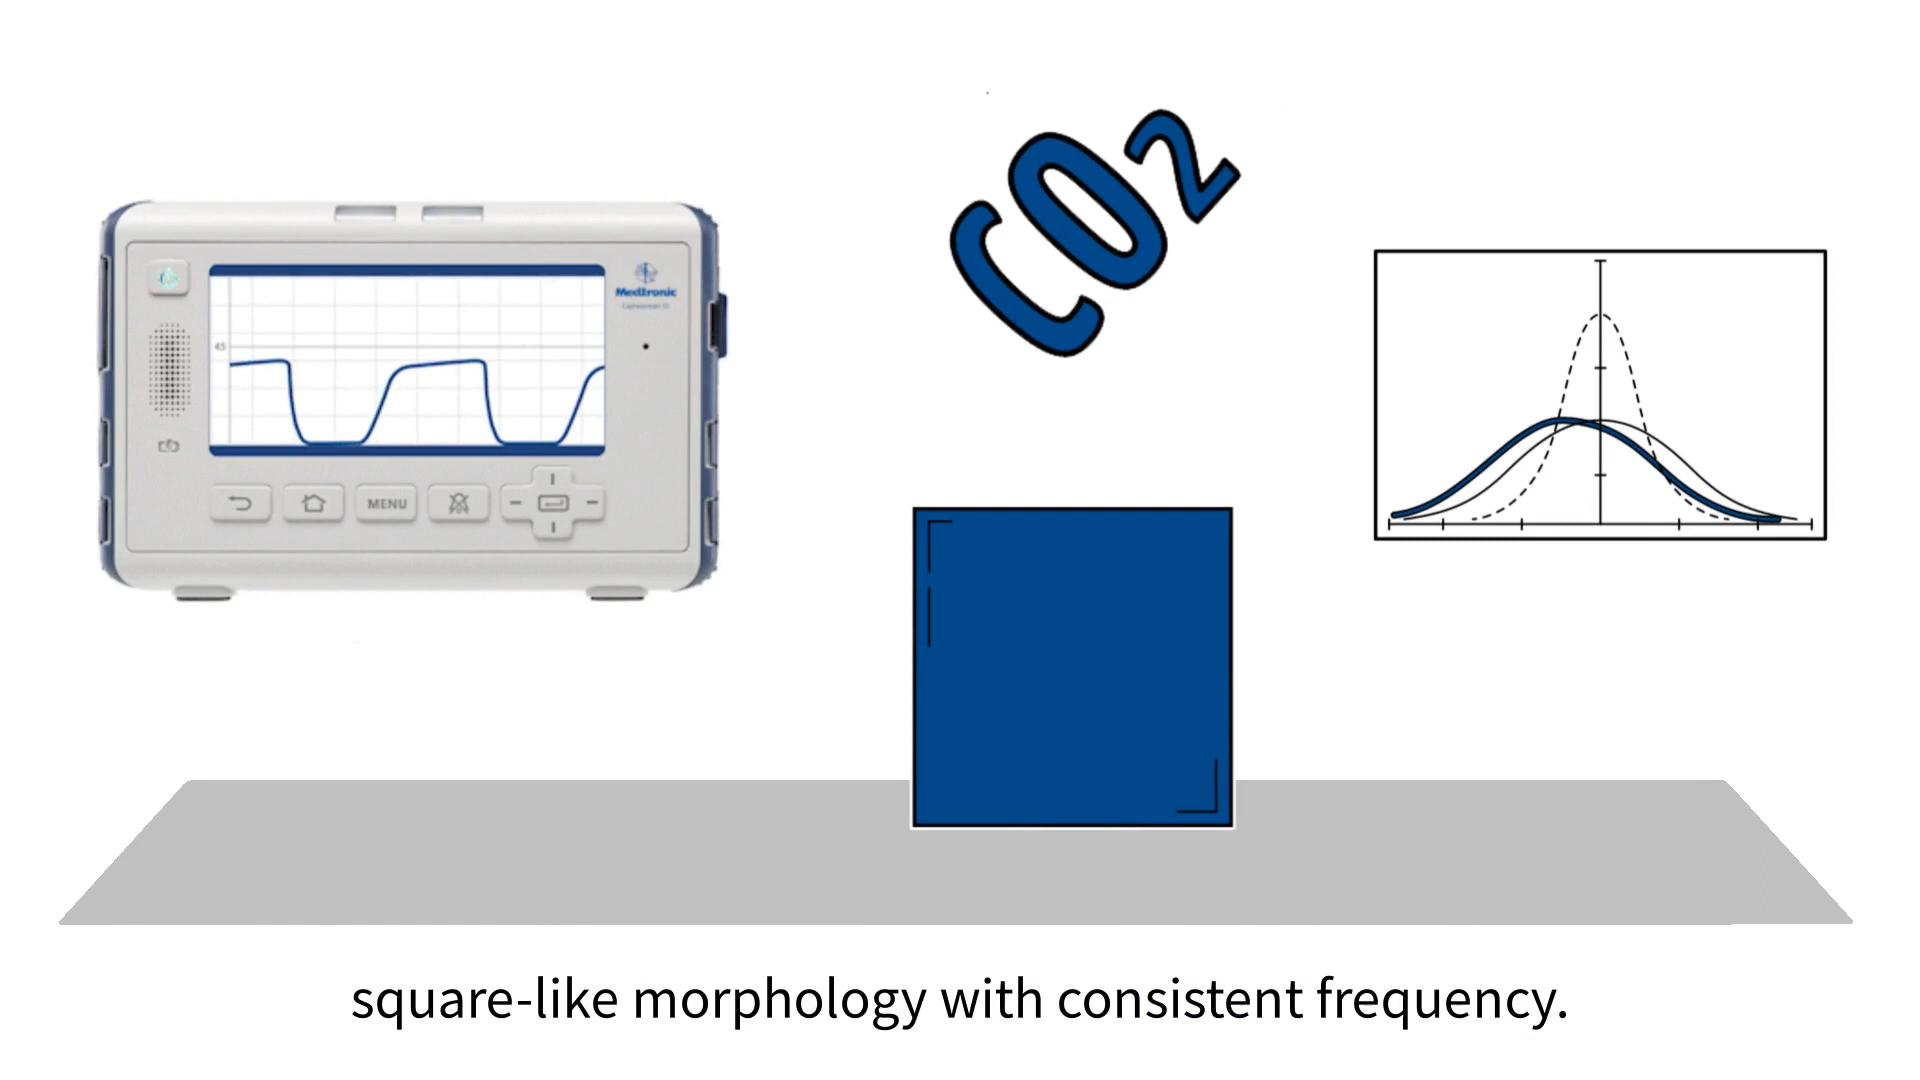 CO2
45
Medtronic
MENU
square-like morphology with consistent frequency.